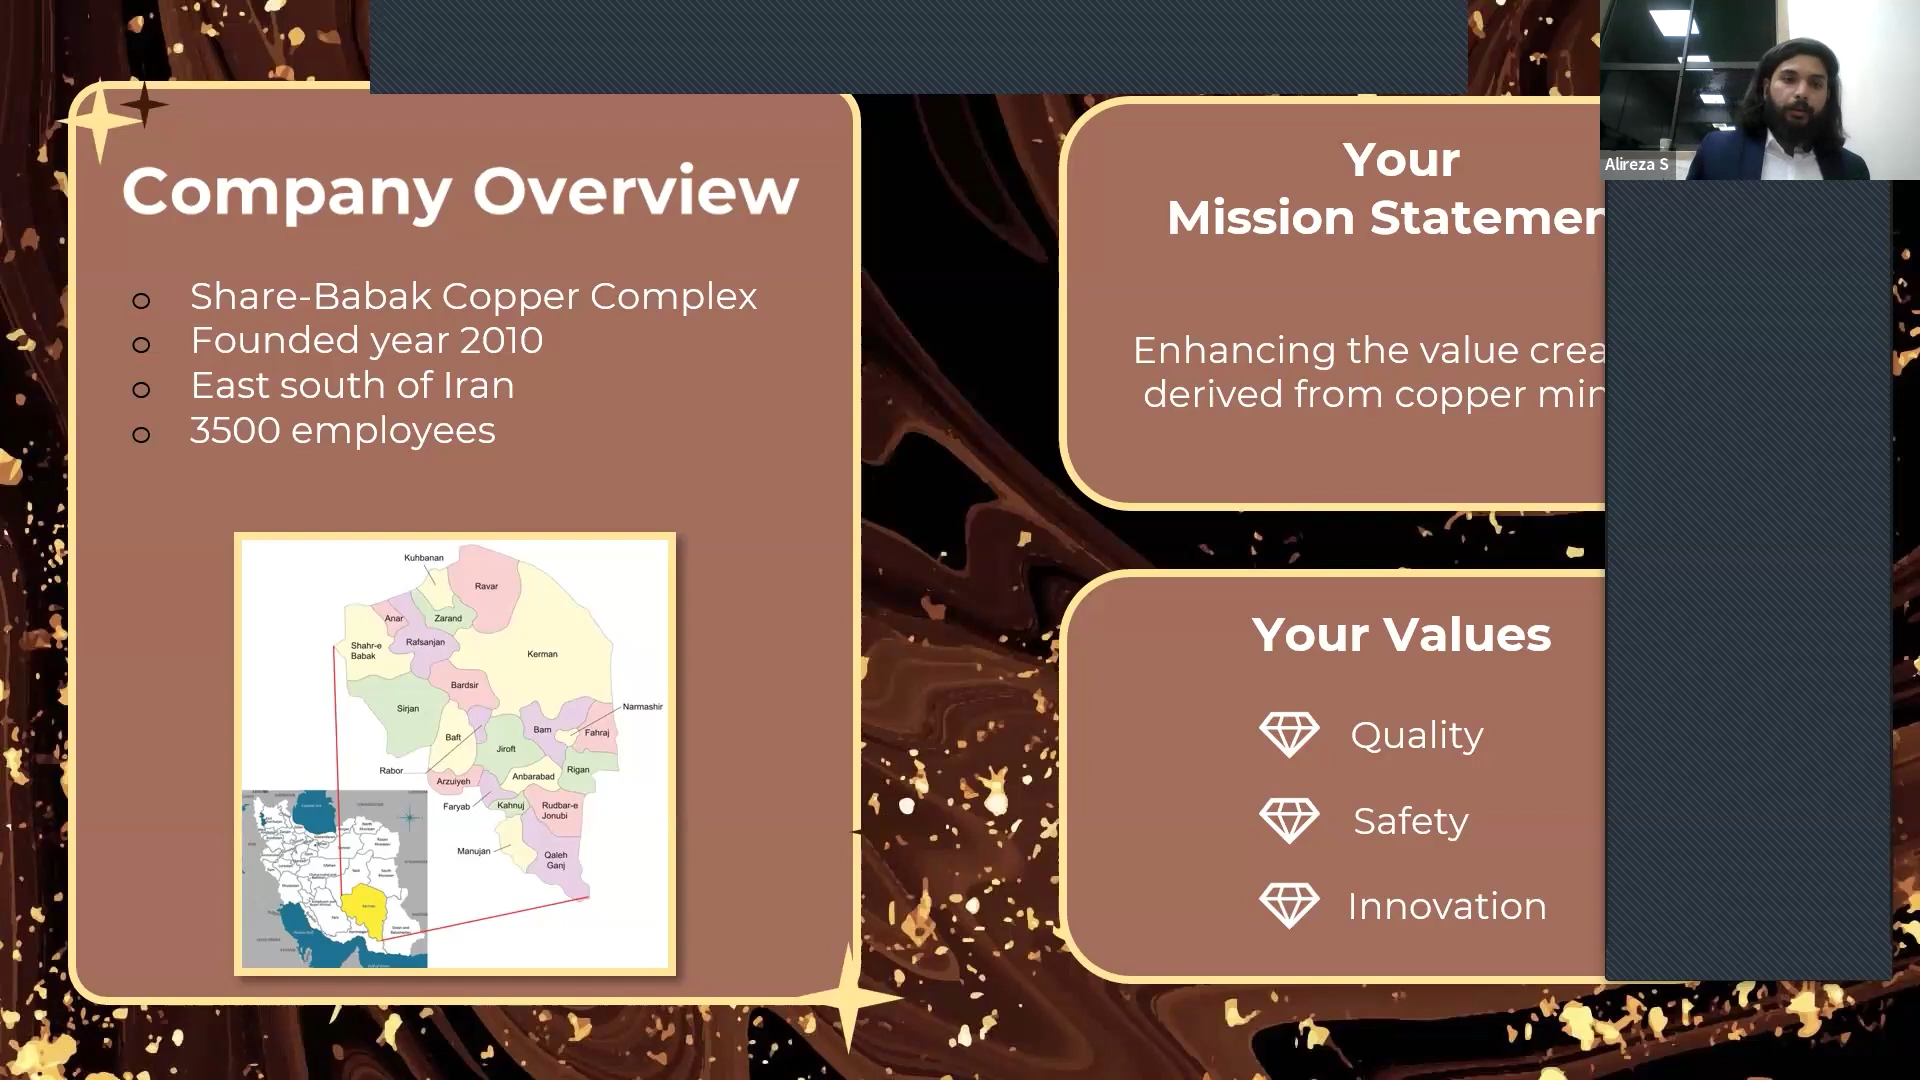 Company Overview
Share-Babak Copper Complex
Founded year 2010
East south of Iran
3500 employees
Kuhbanan
Ravar
Anar
Zarand
Rafsanjan
Shahr-e
Babak
Kerman
Bardsir
Sirjan
Narmashir
Bam
Fahraj
Baft
Jiroft
Rabor
Rigan
Anbarabad
Arzuiyeh
Faryab
Kahnuj
Rudbar-e
Jonubi
Manujan
Qaleh
Ganj
Your
Mission Statemen
Enhancing the value crea
derived from copper min
Your Values
Quality
Safety
Innovation
Alireza S